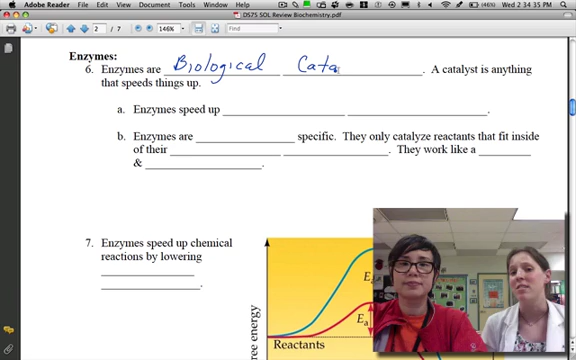 Adobe Reader File Edit View Window Help (46%) Wed 2:34:35 PM
DS75 SOL Review Biochemistry.pdf
2 / 7 146% Find
Enzymes:
6. Enzymes are Biological Cata. A catalyst is anything
that speeds things up.
a. Enzymes speed up
b. Enzymes are specific. They only catalyze reactants that fit inside
of their . They work like a
& .
7. Enzymes speed up chemical
reactions by lowering
.
Ea
Ea
Reactants
ree energy